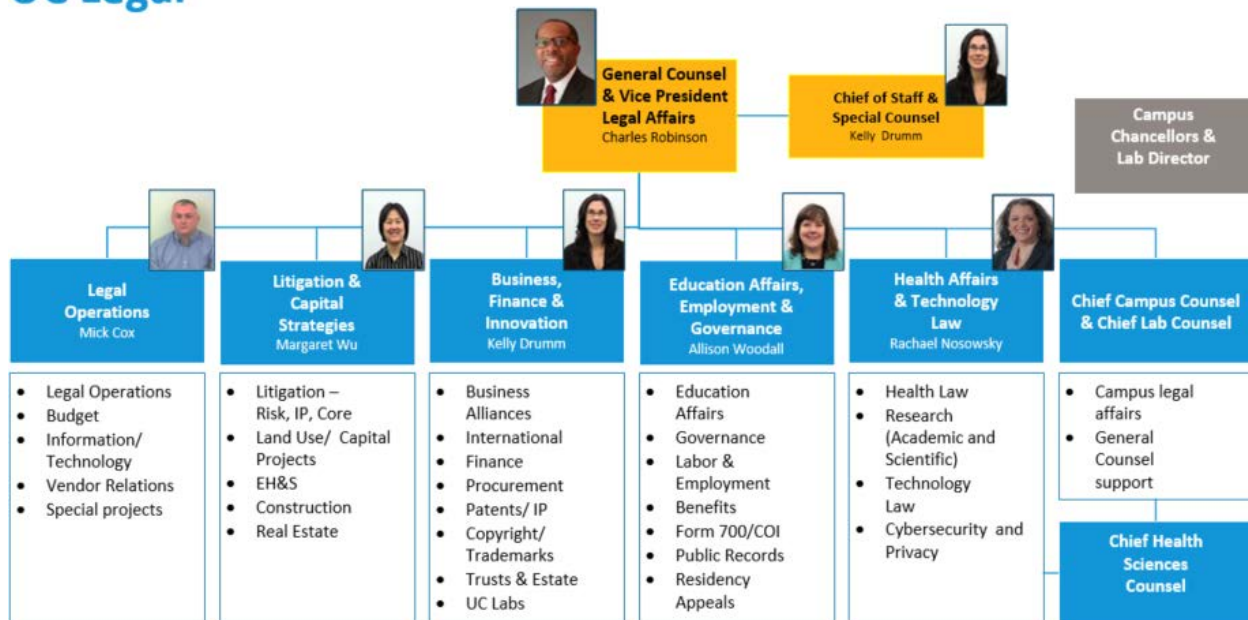 UC Legal
General Counsel
& Vice President
Legal Affairs
Charles Robinson
Chief of Staff &
Special Counsel
Kelly Drumm
Campus
Chancellors &
Lab Director
Legal
Operations
Mick Cox
Litigation &
Capital
Strategies
Margaret Wu
Business,
Finance &
Innovation
Kelly Drumm
Education Affairs,
Employment &
Governance
Allison Woodall
Health Affairs
& Technology
Law
Rachael Nosowsky
Chief Campus Counsel
& Chief Lab Counsel
• Legal Operations
• Budget
• Information/
Technology
• Vendor Relations
• Special projects
• Litigation –
Risk, IP, Core
• Land Use/ Capital
Projects
• EH&S
• Construction
• Real Estate
• Business
Alliances
• International
• Finance
• Procurement
• Patents/ IP
• Copyright/
Trademarks
• Trusts & Estate
• UC Labs
• Education
Affairs
• Governance
• Labor &
Employment
• Benefits
• Form 700/COI
• Public Records
• Residency
Appeals
• Health Law
• Research
(Academic and
Scientific)
• Technology
Law
• Cybersecurity and
Privacy
• Campus legal
affairs
• General
Counsel
support
Chief Health
Sciences
Counsel